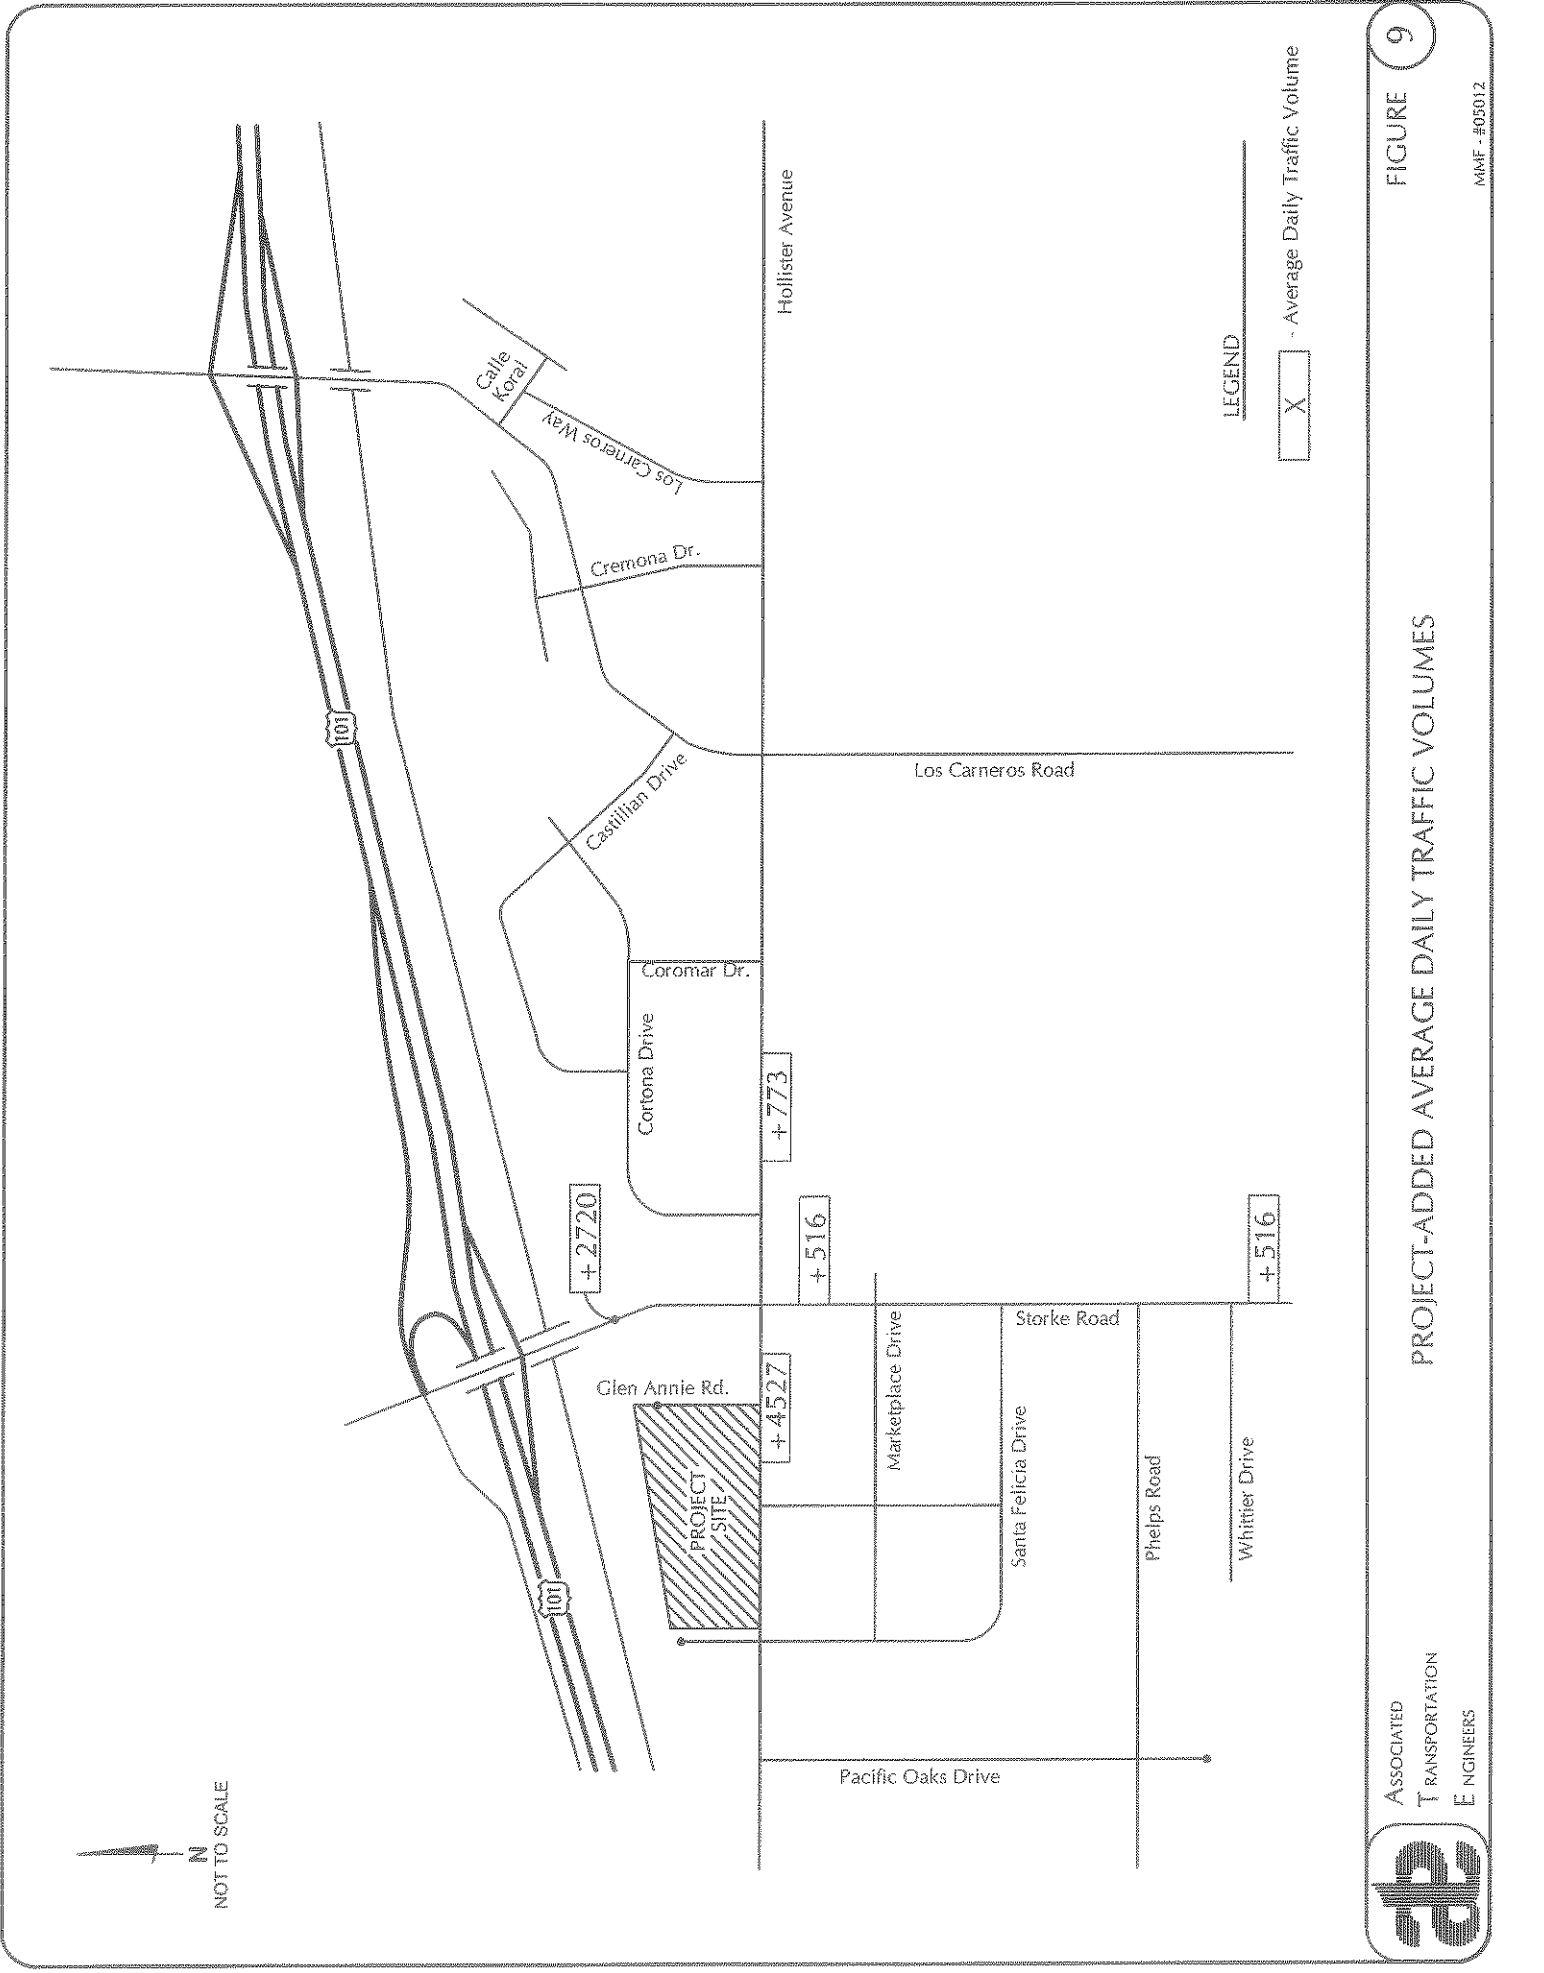 N
NOT TO SCALE
101
101
Calle
Koral
Los Carneros Way
Cremona Dr.
Castillian Drive
Coromar Dr.
Cortona Drive
Hollister Avenue
Los Carneros Road
+2720
+773
+516
+4527
+516
Glen Annie Rd.
PROJECT
SITE
Marketplace Drive
Storke Road
Santa Felicia Drive
Phelps Road
Whittier Drive
Pacific Oaks Drive
LEGEND
X - Average Daily Traffic Volume
ate
ASSOCIATED
TRANSPORTATION
ENGINEERS
PROJECT-ADDED AVERAGE DAILY TRAFFIC VOLUMES
FIGURE 9
MMF - #05012